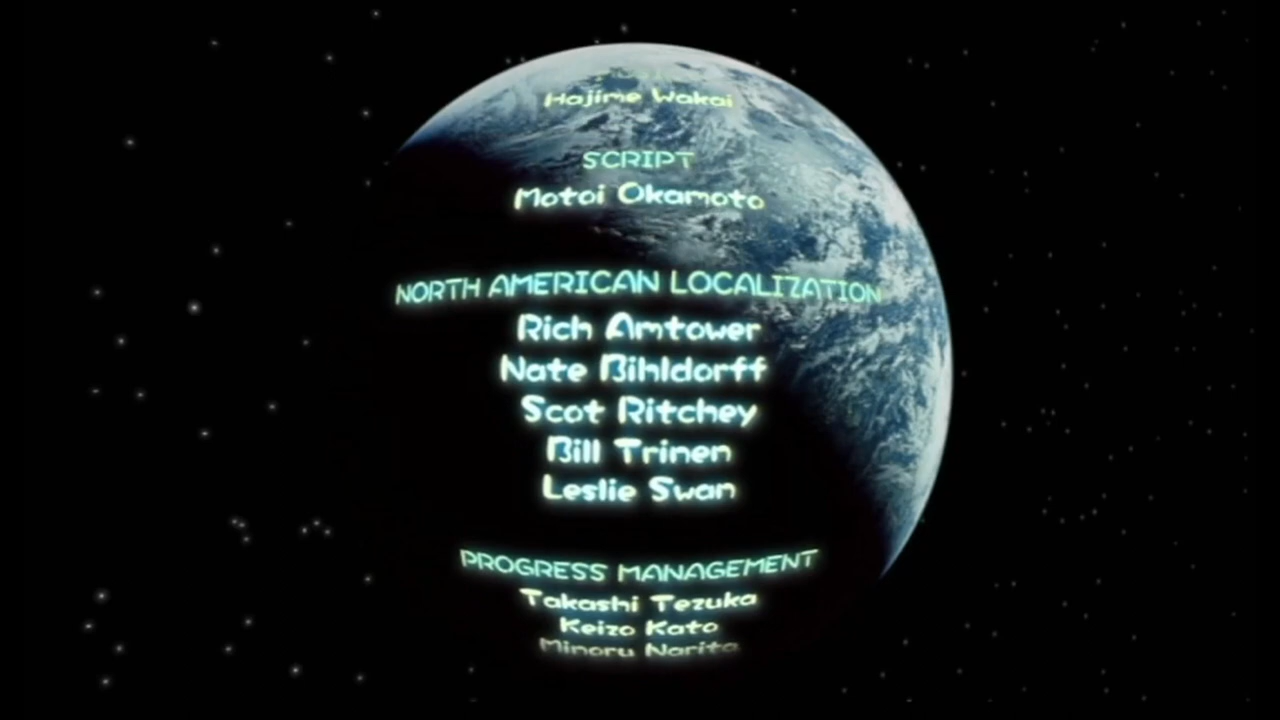 Hajime Wakai
SCRIPT
Motoi Okamoto
NORTH AMERICAN LOCALIZATION
Rich Amtower
Nate Bihldorff
Scot Ritchey
Bill Trinen
Leslie Swan
PROGRESS MANAGEMENT
Takashi Tezuka
Keizo Kato
Minoru Narita